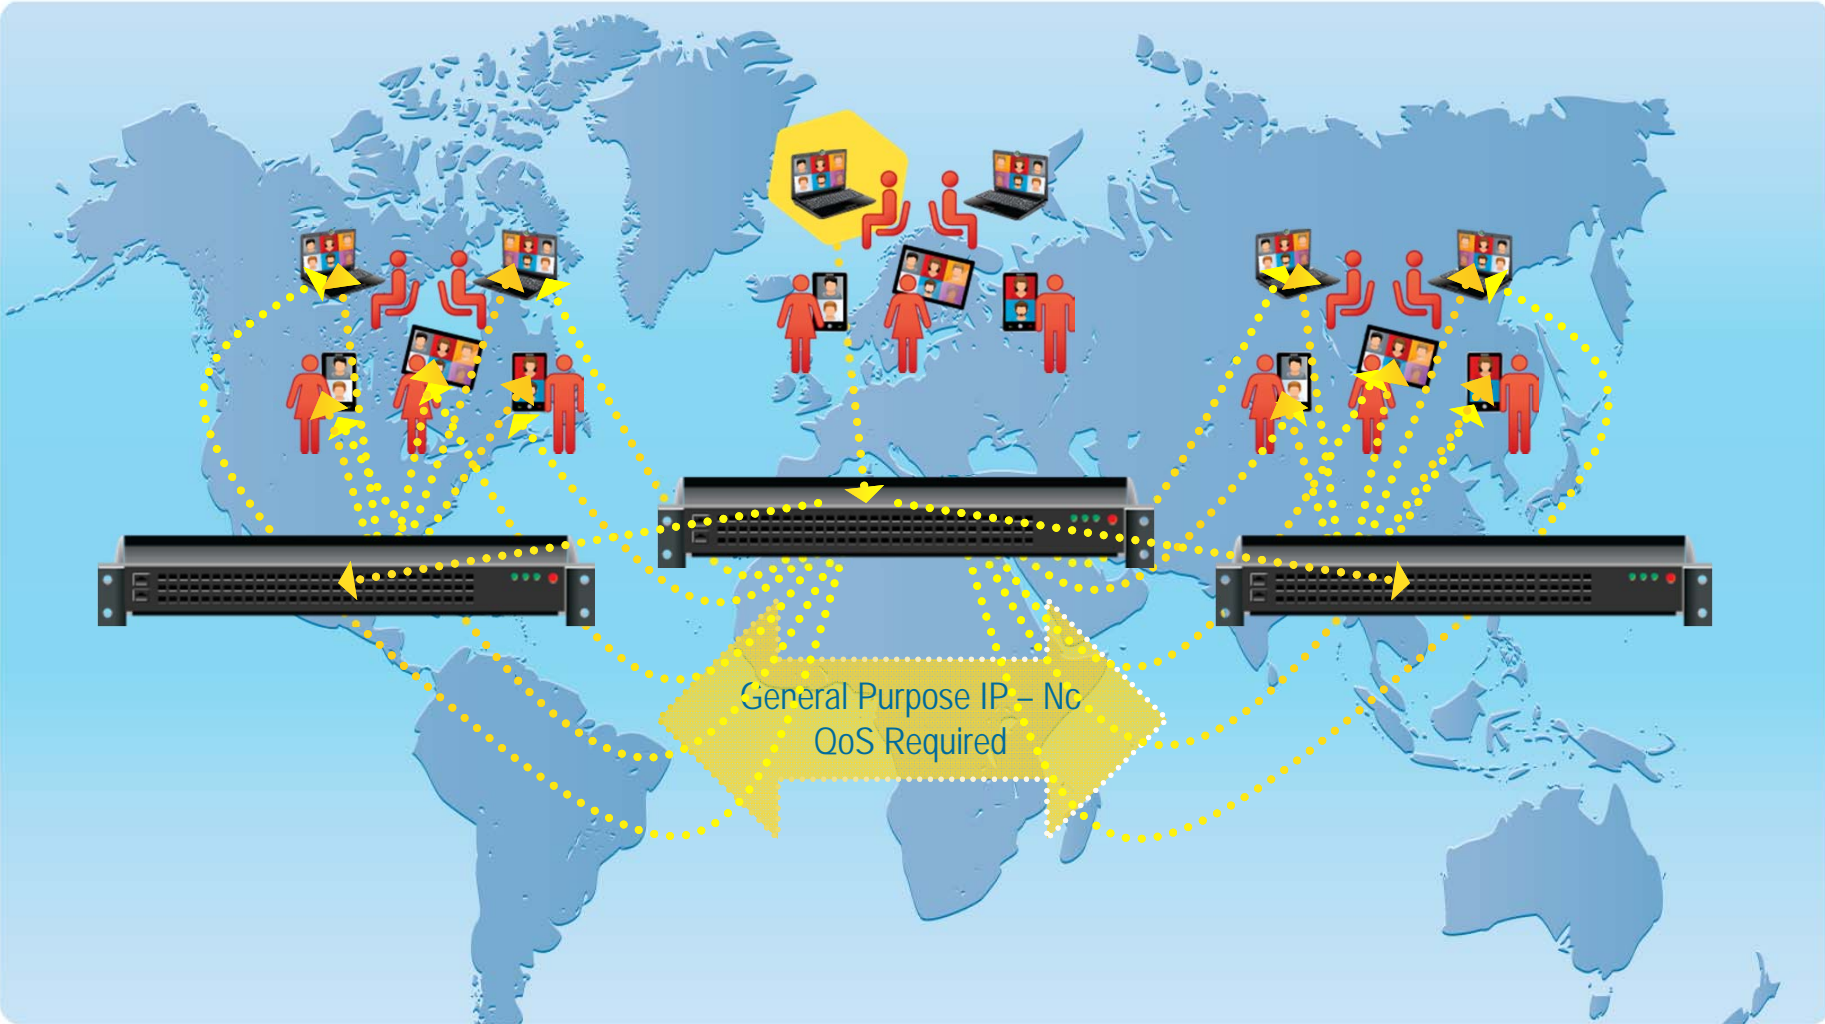 General Purpose IP – No
QoS Required